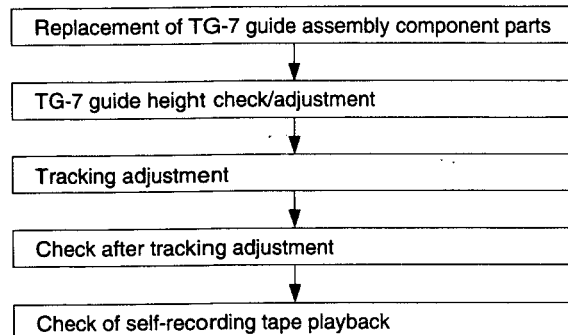 Replacement of TG-7 guide assembly component parts
TG-7 guide height check/adjustment
Tracking adjustment
Check after tracking adjustment
Check of self-recording tape playback